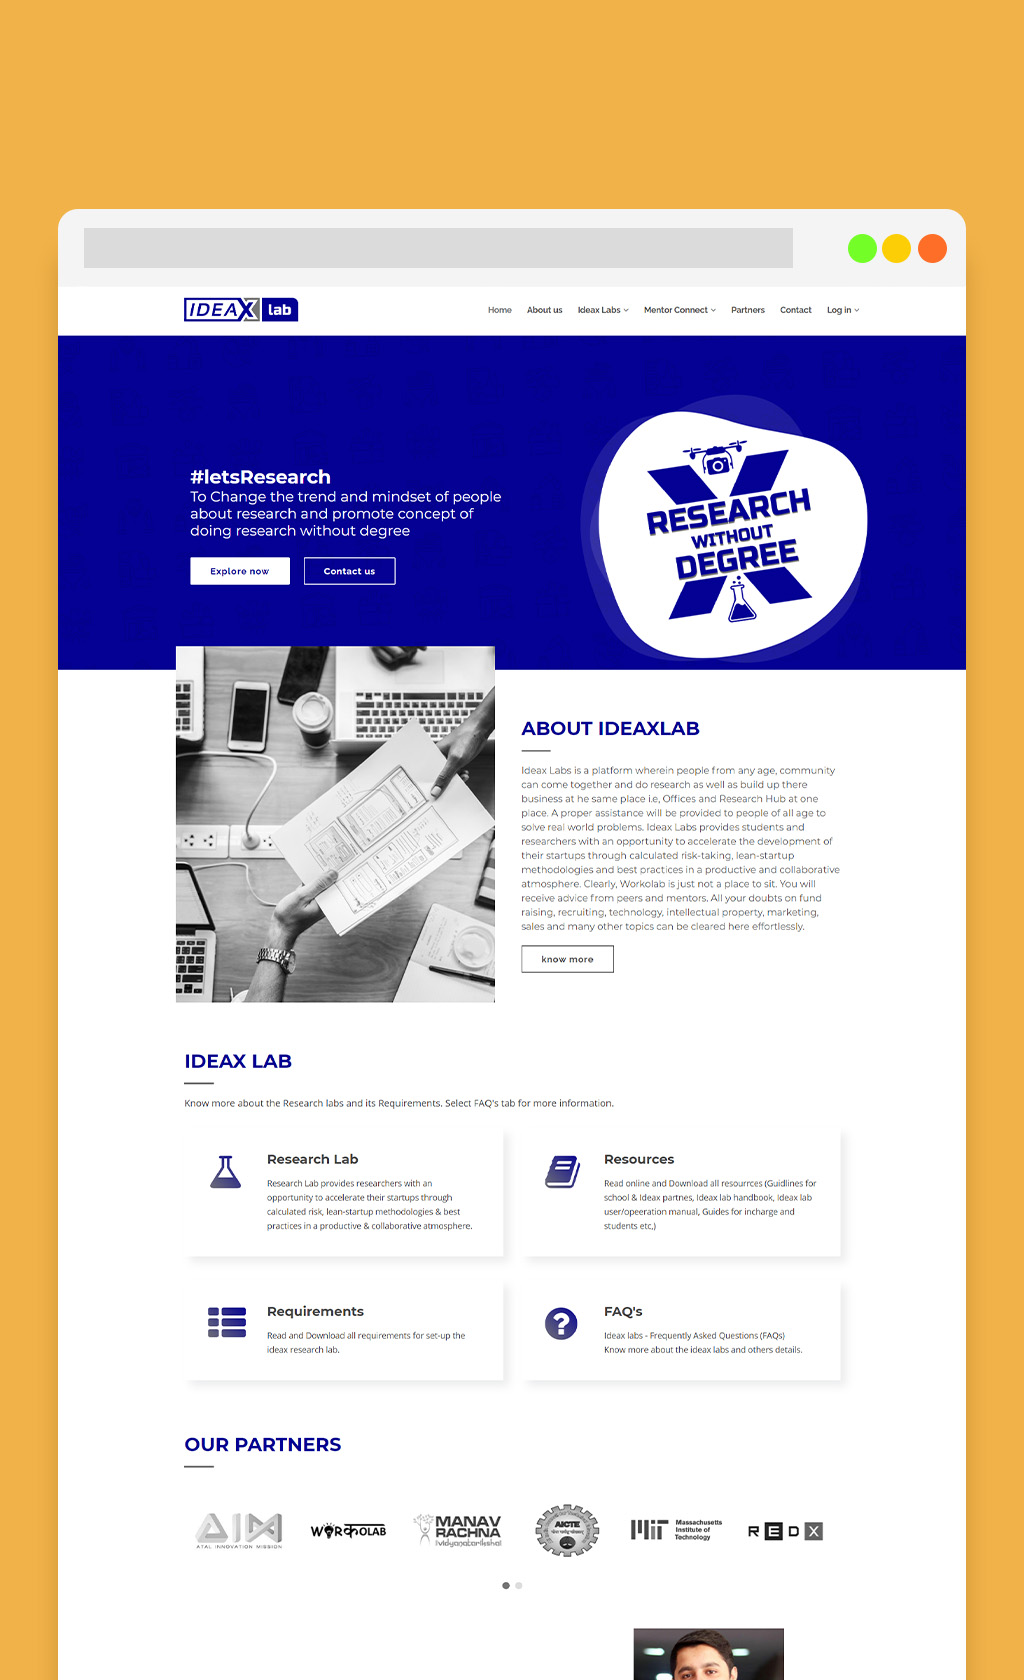 IDEAX lab
Home About us Ideax Labs Mentor Connect Partners Contact Log in
#letsResearch
To Change the trend and mindset of people
about research and promote concept of
doing research without degree
Explore now Contact us
RESEARCH
WITHOUT
DEGREE
ABOUT IDEAXLAB
Ideax Labs is a platform wherein people from any age, community
can come together and do research as well as build up there
business at he same place i.e, Offices and Research Hub at one
place. A proper assistance will be provided to people of all age to
solve real world problems. Ideax Labs provides students and
researchers with an opportunity to accelerate the development of
their startups through calculated risk-taking, lean-startup
methodologies and best practices in a productive and collaborative
atmosphere. Clearly, Workolab is just not a place to sit. You will
receive advice from peers and mentors. All your doubts on fund
raising, recruiting, technology, intellectual property, marketing,
sales and many other topics can be cleared here effortlessly.
know more
IDEAX LAB
Know more about the Research labs and its Requirements. Select FAQ's tab for more information.
Research Lab
Research Lab provides researchers with an
opportunity to accelerate their startups through
calculated risk, lean-startup methodologies & best
practices in a productive & collaborative atmosphere.
Resources
Read online and Download all resourrces (Guidlines for
school & Ideax partnes, Ideax lab handbook, Ideax lab
user/opeeration manual, Guides for incharge and
students etc,)
Requirements
Read and Download all requirements for set-up the
ideax research lab.
FAQ's
Ideax labs - Frequently Asked Questions (FAQs)
Know more about the ideax labs and others details.
OUR PARTNERS
AIM
ATAL INNOVATION MISSION
WORकOLAB
MANAV
RACHNA
vidyanatariksha
AICTE
MIT
Massachusetts
Institute of
Technology
REDX